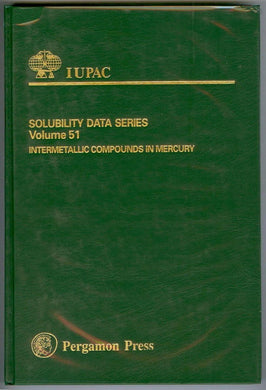 IUPAC
SOLUBILITY DATA SERIES
Volume 51
INTERMETALLIC COMPOUNDS IN MERCURY
Pergamon Press